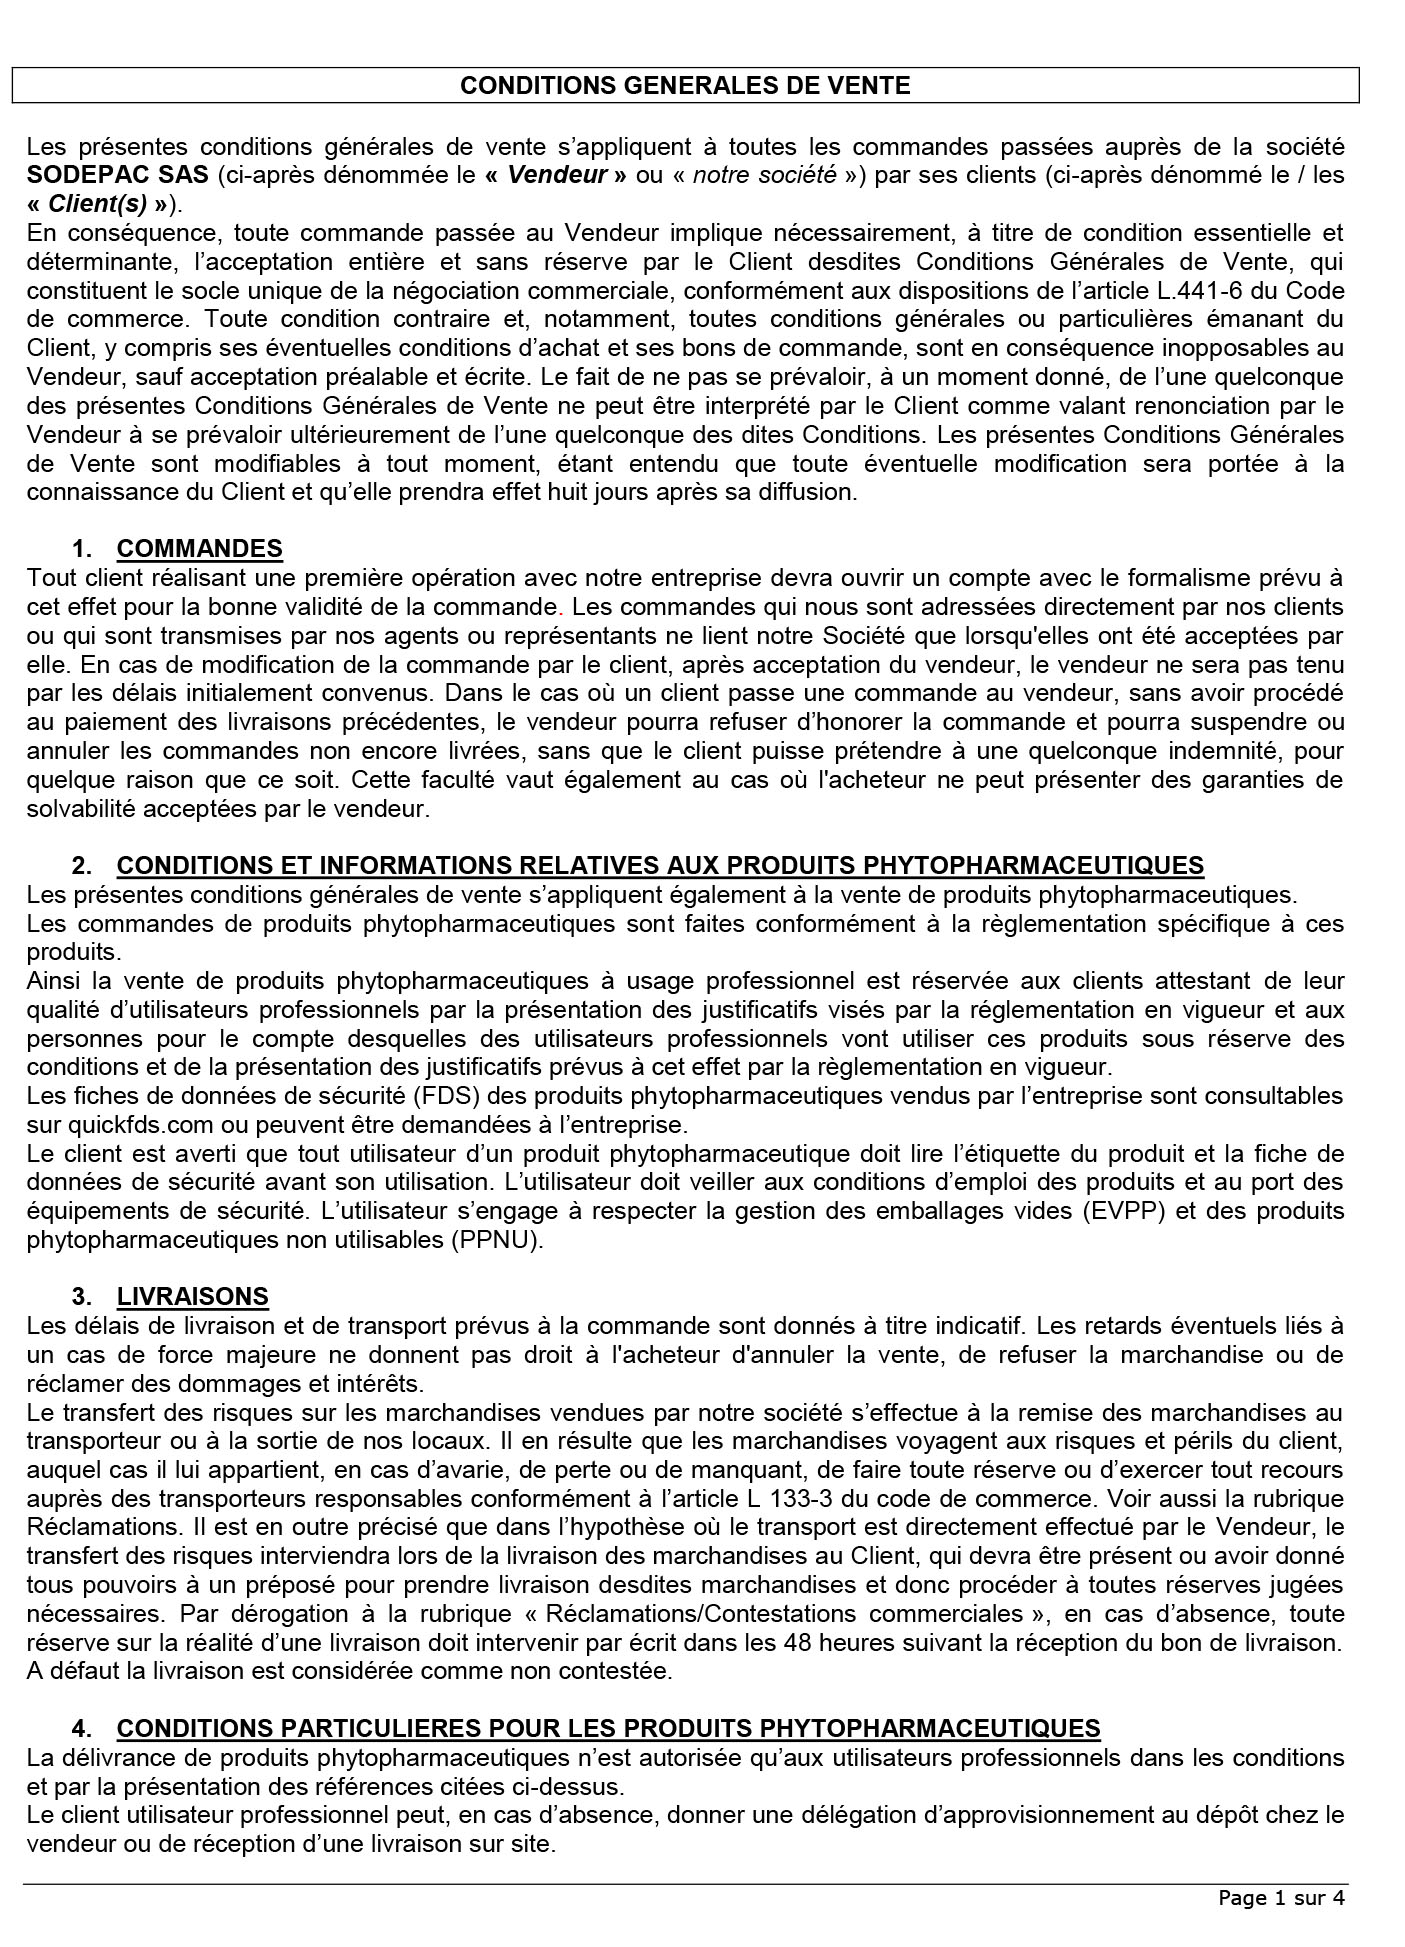 CONDITIONS GENERALES DE VENTE
Les présentes conditions générales de vente s’appliquent à toutes les commandes passées auprès de la société
SODEPAC SAS (ci-après dénommée le « Vendeur » ou « notre société ») par ses clients (ci-après dénommé le / les
« Client(s) »).
En conséquence, toute commande passée au Vendeur implique nécessairement, à titre de condition essentielle et
déterminante, l’acceptation entière et sans réserve par le Client desdites Conditions Générales de Vente, qui
constituent le socle unique de la négociation commerciale, conformément aux dispositions de l’article L.441-6 du Code
de commerce. Toute condition contraire et, notamment, toutes conditions générales ou particulières émanant du
Client, y compris ses éventuelles conditions d’achat et ses bons de commande, sont en conséquence inopposables au
Vendeur, sauf acceptation préalable et écrite. Le fait de ne pas se prévaloir, à un moment donné, de l’une quelconque
des présentes Conditions Générales de Vente ne peut être interprété par le Client comme valant renonciation par le
Vendeur à se prévaloir ultérieurement de l’une quelconque des dites Conditions. Les présentes Conditions Générales
de Vente sont modifiables à tout moment, étant entendu que toute éventuelle modification sera portée à la
connaissance du Client et qu’elle prendra effet huit jours après sa diffusion.
1. COMMANDES
Tout client réalisant une première opération avec notre entreprise devra ouvrir un compte avec le formalisme prévu à
cet effet pour la bonne validité de la commande. Les commandes qui nous sont adressées directement par nos clients
ou qui sont transmises par nos agents ou représentants ne lient notre Société que lorsqu'elles ont été acceptées par
elle. En cas de modification de la commande par le client, après acceptation du vendeur, le vendeur ne sera pas tenu
par les délais initialement convenus. Dans le cas où un client passe une commande au vendeur, sans avoir procédé
au paiement des livraisons précédentes, le vendeur pourra refuser d’honorer la commande et pourra suspendre ou
annuler les commandes non encore livrées, sans que le client puisse prétendre à une quelconque indemnité, pour
quelque raison que ce soit. Cette faculté vaut également au cas où l'acheteur ne peut présenter des garanties de
solvabilité acceptées par le vendeur.
2. CONDITIONS ET INFORMATIONS RELATIVES AUX PRODUITS PHYTOPHARMACEUTIQUES
Les présentes conditions générales de vente s’appliquent également à la vente de produits phytopharmaceutiques.
Les commandes de produits phytopharmaceutiques sont faites conformément à la règlementation spécifique à ces
produits.
Ainsi la vente de produits phytopharmaceutiques à usage professionnel est réservée aux clients attestant de leur
qualité d’utilisateurs professionnels par la présentation des justificatifs visés par la réglementation en vigueur et aux
personnes pour le compte desquelles des utilisateurs professionnels vont utiliser ces produits sous réserve des
conditions et de la présentation des justificatifs prévus à cet effet par la règlementation en vigueur.
Les fiches de données de sécurité (FDS) des produits phytopharmaceutiques vendus par l’entreprise sont consultables
sur quickfds.com ou peuvent être demandées à l’entreprise.
Le client est averti que tout utilisateur d’un produit phytopharmaceutique doit lire l’étiquette du produit et la fiche de
données de sécurité avant son utilisation. L’utilisateur doit veiller aux conditions d’emploi des produits et au port des
équipements de sécurité. L’utilisateur s’engage à respecter la gestion des emballages vides (EVPP) et des produits
phytopharmaceutiques non utilisables (PPNU).
3. LIVRAISONS
Les délais de livraison et de transport prévus à la commande sont donnés à titre indicatif. Les retards éventuels liés à
un cas de force majeure ne donnent pas droit à l'acheteur d'annuler la vente, de refuser la marchandise ou de
réclamer des dommages et intérêts.
Le transfert des risques sur les marchandises vendues par notre société s’effectue à la remise des marchandises au
transporteur ou à la sortie de nos locaux. Il en résulte que les marchandises voyagent aux risques et périls du client,
auquel cas il lui appartient, en cas d’avarie, de perte ou de manquant, de faire toute réserve ou d’exercer tout recours
auprès des transporteurs responsables conformément à l’article L 133-3 du code de commerce. Voir aussi la rubrique
Réclamations. Il est en outre précisé que dans l’hypothèse où le transport est directement effectué par le Vendeur, le
transfert des risques interviendra lors de la livraison des marchandises au Client, qui devra être présent ou avoir donné
tous pouvoirs à un préposé pour prendre livraison desdites marchandises et donc procéder à toutes réserves jugées
nécessaires. Par dérogation à la rubrique « Réclamations/Contestations commerciales », en cas d’absence, toute
réserve sur la réalité d’une livraison doit intervenir par écrit dans les 48 heures suivant la réception du bon de livraison.
A défaut la livraison est considérée comme non contestée.
4. CONDITIONS PARTICULIERES POUR LES PRODUITS PHYTOPHARMACEUTIQUES
La délivrance de produits phytopharmaceutiques n’est autorisée qu’aux utilisateurs professionnels dans les conditions
et par la présentation des références citées ci-dessus.
Le client utilisateur professionnel peut, en cas d’absence, donner une délégation d’approvisionnement au dépôt chez le
vendeur ou de réception d’une livraison sur site.
Page 1 sur 4